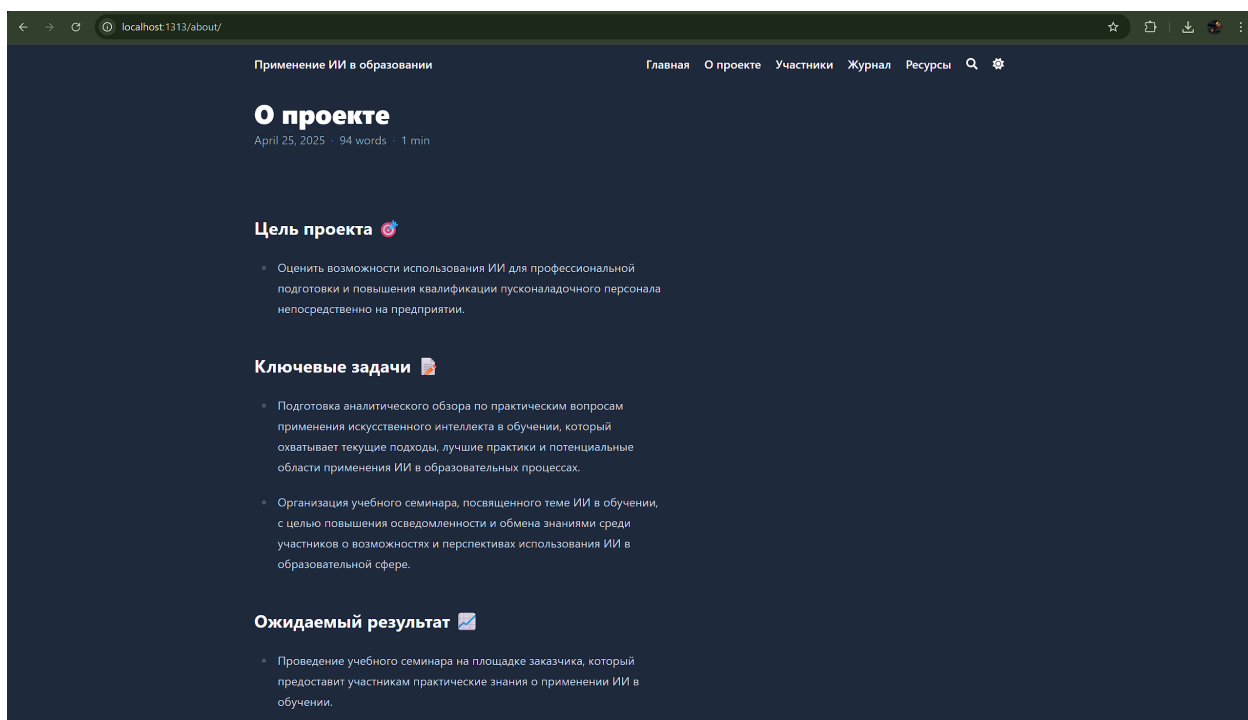 localhost:1313/about/
Применение ИИ в образовании
Главная О проекте Участники Журнал Ресурсы
О проекте
April 25, 2025 · 94 words · 1 min
Цель проекта 🎯
Оценить возможности использования ИИ для профессиональной
подготовки и повышения квалификации пусконаладочного персонала
непосредственно на предприятии.
Ключевые задачи 📝
Подготовка аналитического обзора по практическим вопросам
применения искусственного интеллекта в обучении, который
охватывает текущие подходы, лучшие практики и потенциальные
области применения ИИ в образовательных процессах.
Организация учебного семинара, посвященного теме ИИ в обучении,
с целью повышения осведомленности и обмена знаниями среди
участников о возможностях и перспективах использования ИИ в
образовательной сфере.
Ожидаемый результат 📈
Проведение учебного семинара на площадке заказчика, который
предоставит участникам практические знания о применении ИИ в
обучении.